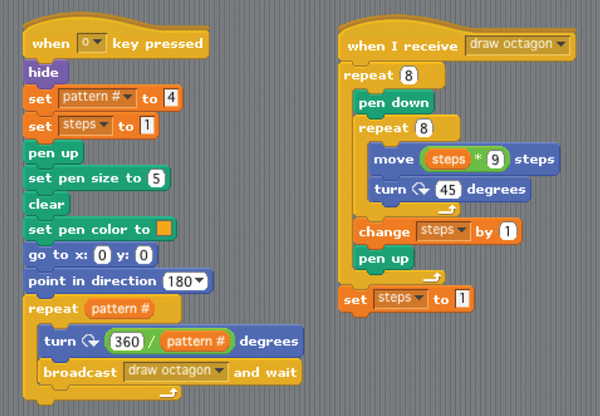 when o key pressed
hide
set pattern # to 4
set steps to 1
pen up
set pen size to 5
clear
set pen color to
go to x: 0 y: 0
point in direction 180
repeat pattern #
turn 360 / pattern # degrees
broadcast draw octagon and wait
when I receive draw octagon
repeat 8
pen down
repeat 8
move steps * 9 steps
turn 45 degrees
change steps by 1
pen up
set steps to 1